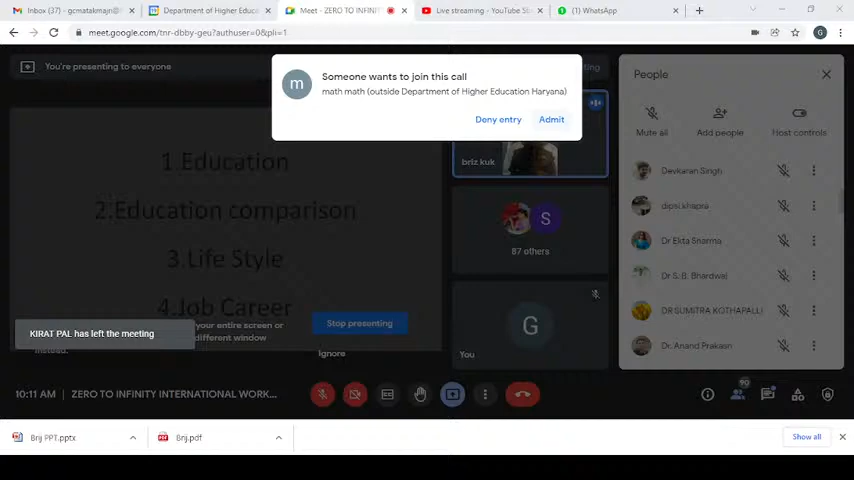 Inbox (37) - gcmatakmajn@
Department of Higher Educa
Meet - ZERO TO INFINITY
Live streaming - YouTube St
(1) WhatsApp
meet.google.com/tnr-dbby-geu?authuser=0&pli=1
G
You're presenting to everyone
Someone wants to join this call
m
math math (outside Department of Higher Education Haryana)
Deny entry
Admit
1.Education
2.Education comparison
3.Life Style
4.Job Career
briz kuk
S
87 others
G
You
People
Mute all
Add people
Host controls
Devkaran Singh
dipsi.khapra
Dr Ekta Sharma
Dr S. B. Bhardwaj
DR SUMITRA KOTHAPALLI
Dr. Anand Prakash
KIRAT PAL has left the meeting
your entire screen or
different window
instead.
Stop presenting
Ignore
10:11 AM | ZERO TO INFINITY INTERNATIONAL WORK...
90
Brij PPT.pptx
Brij.pdf
Show all